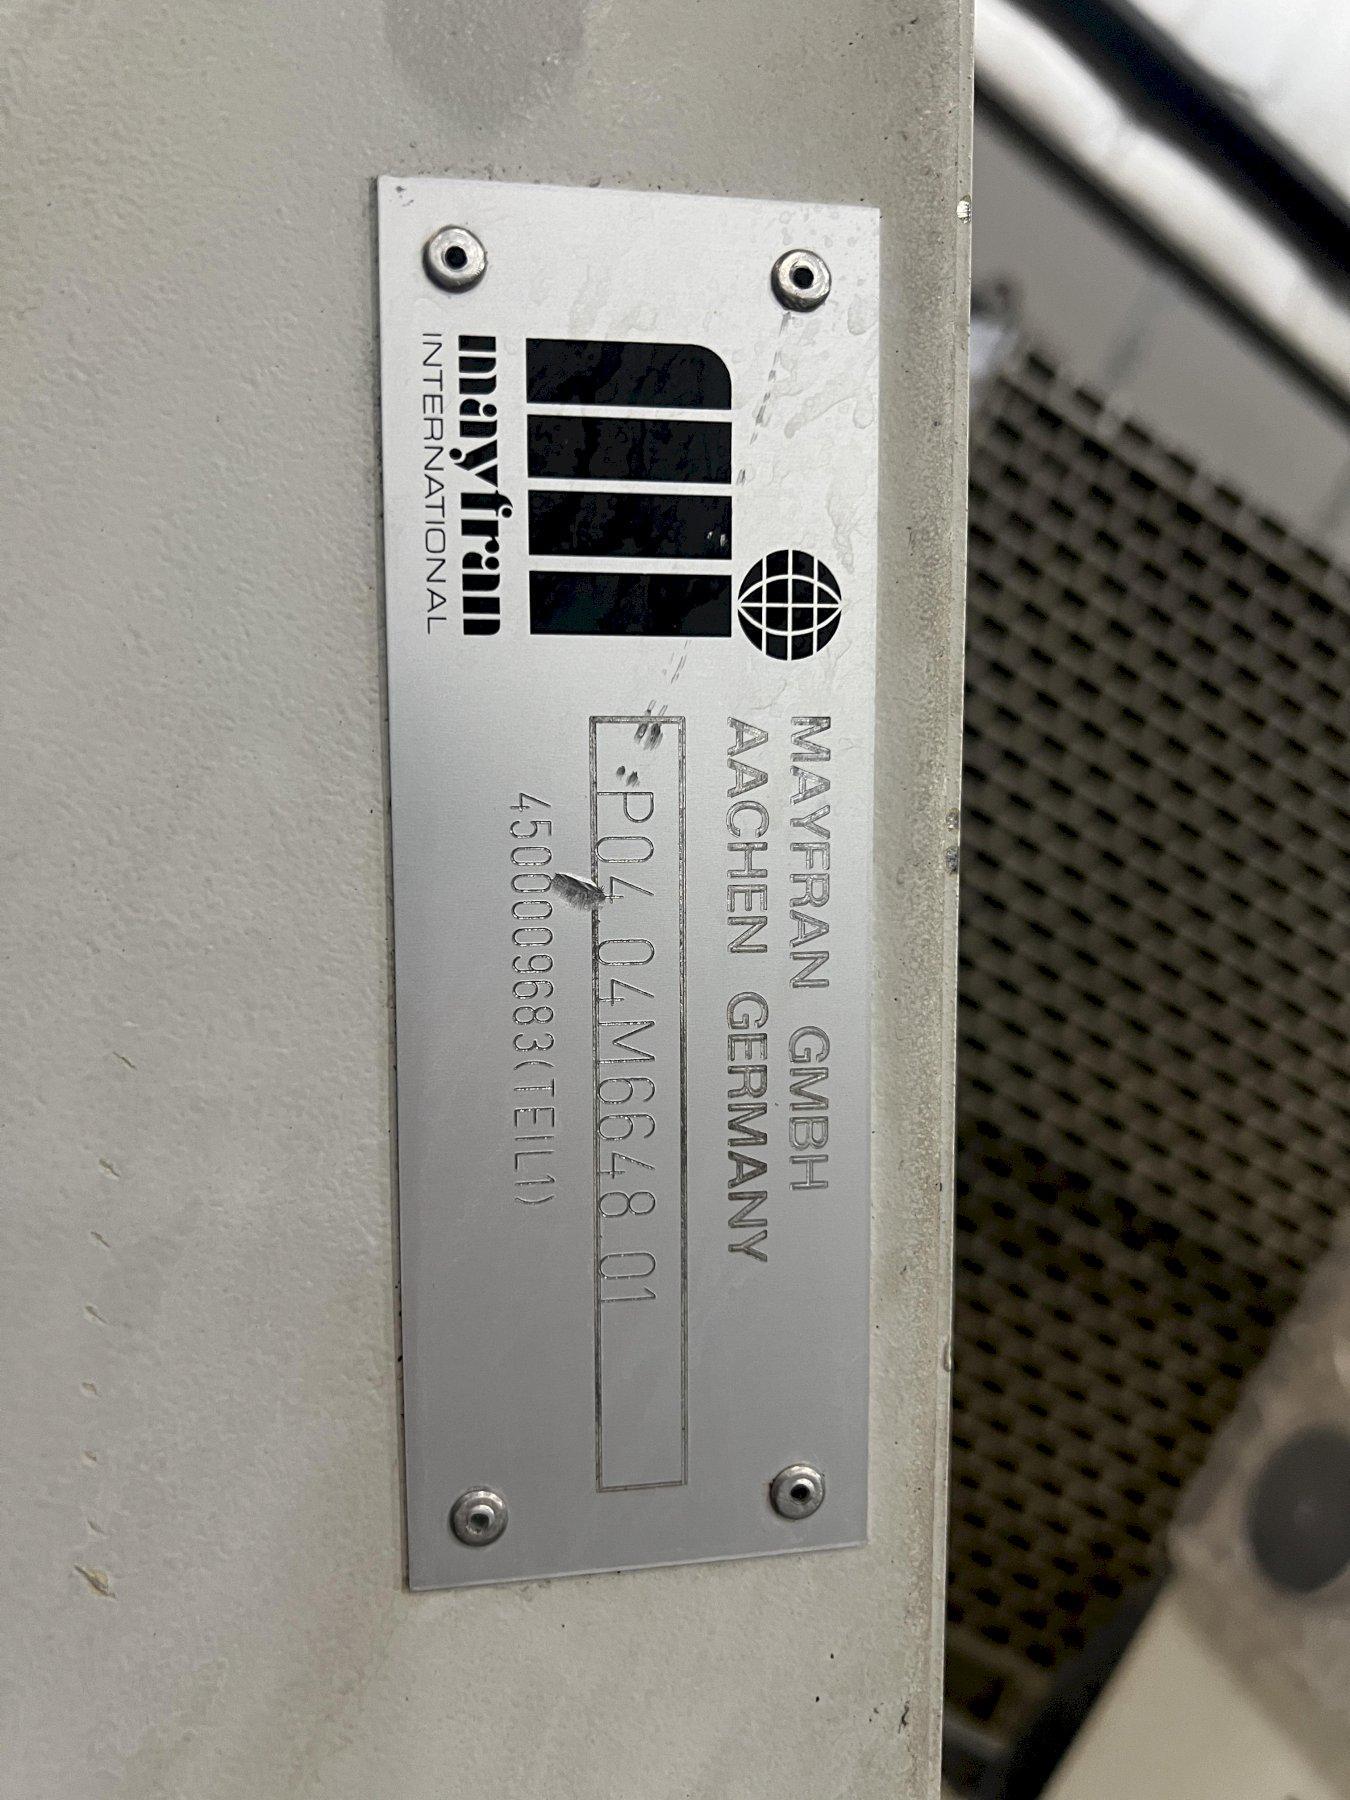 mayfran
INTERNATIONAL
MAYFRAN GMBH
AACHEN GERMANY
P04.04M6648.01
4500009683(TEIL1)